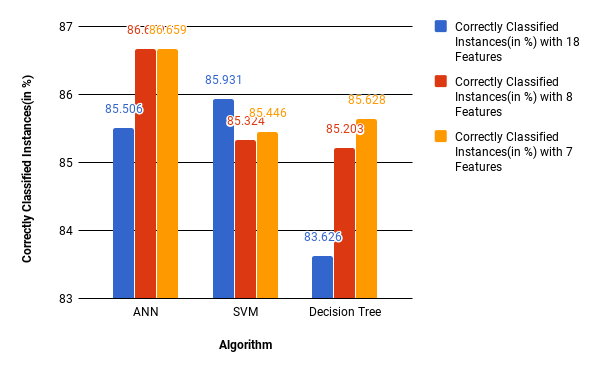 87
86
85
84
83
Correctly Classified Instances(in %)
86.659
85.506
85.931
85.324
85.446
83.626
85.203
85.628
ANN
SVM
Decision Tree
Algorithm
Correctly Classified
Instances(in %) with 18
Features
Correctly Classified
Instances(in %) with 8
Features
Correctly Classified
Instances(in %) with 7
Features